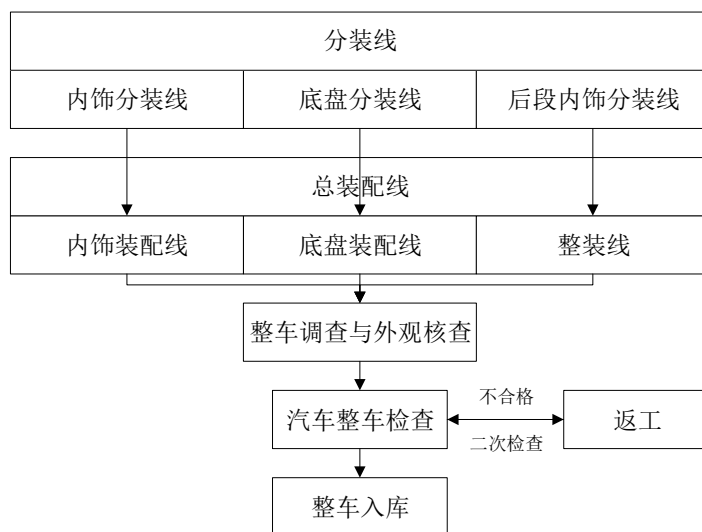 分装线
内饰分装线
底盘分装线
后段内饰分装线
总装配线
内饰装配线
底盘装配线
整装线
整车调查与外观核查
汽车整车检查
不合格
二次检查
返工
整车入库